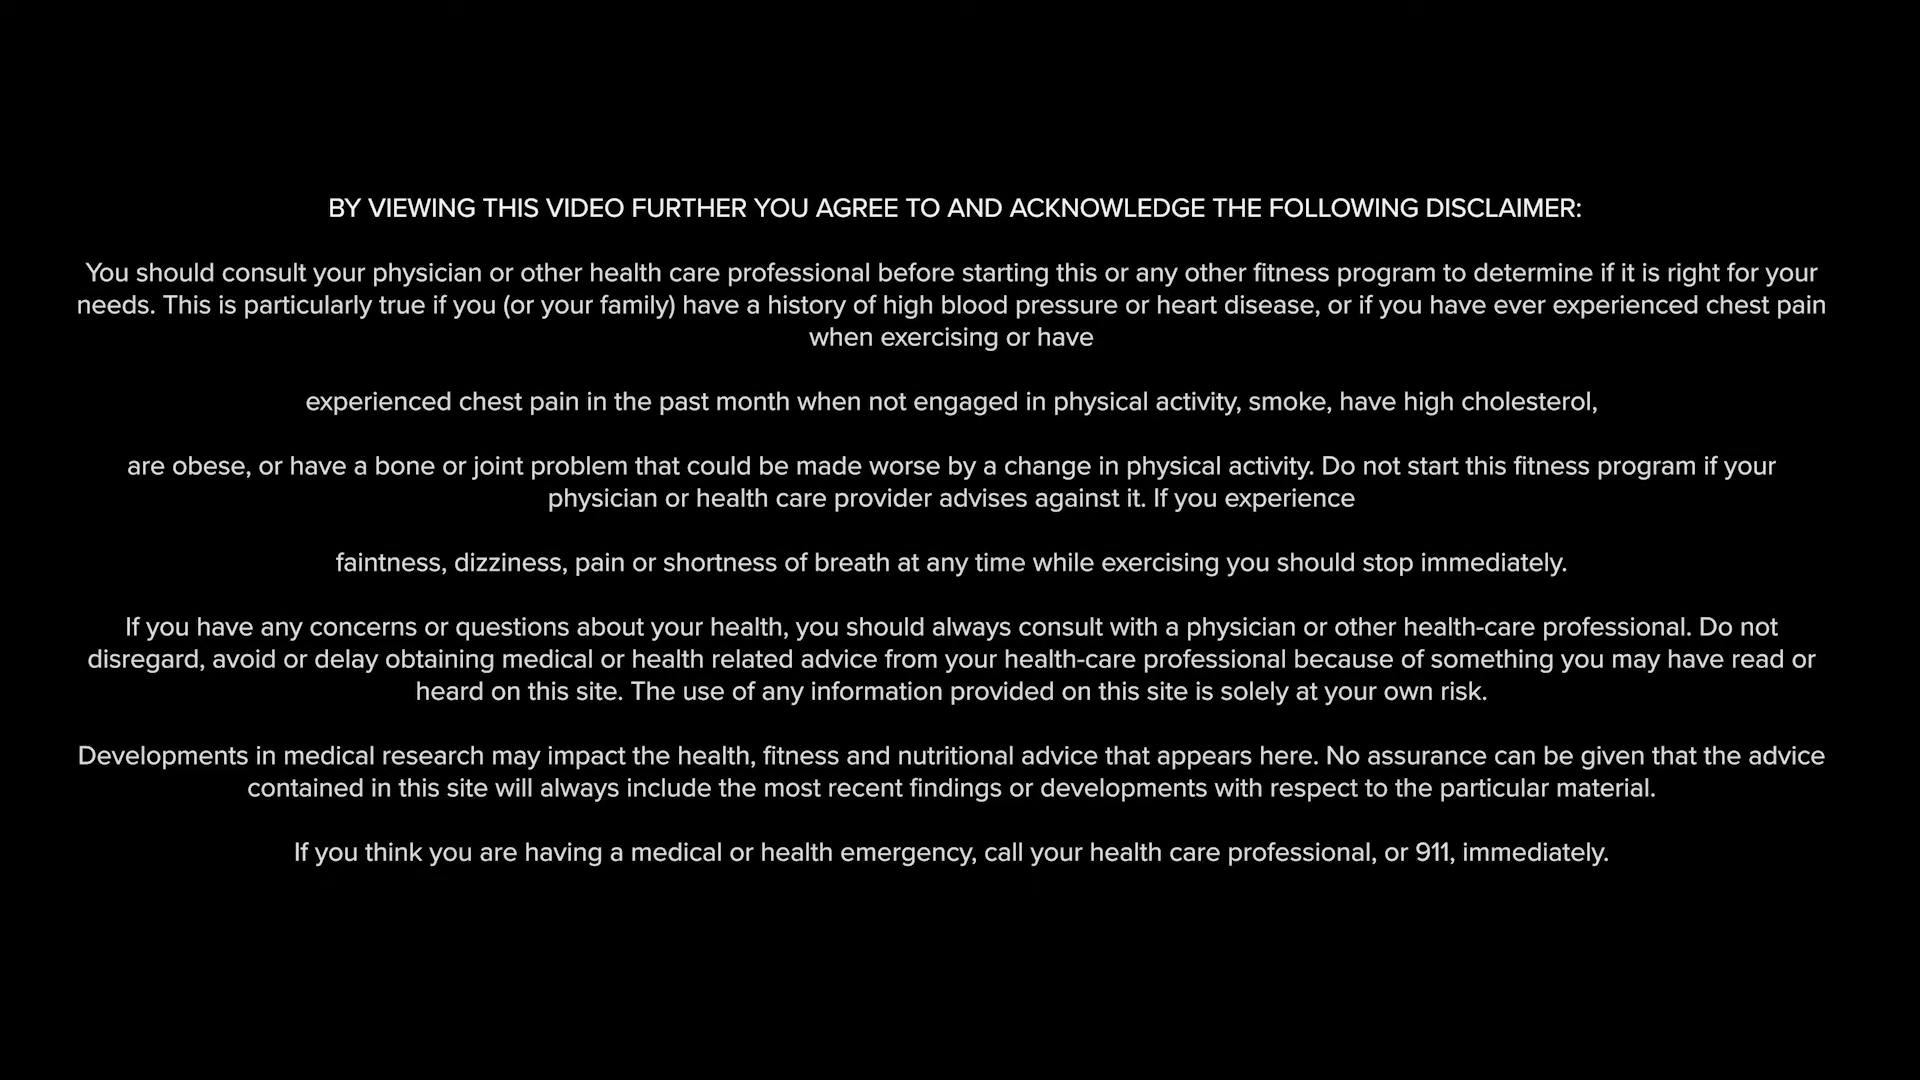 BY VIEWING THIS VIDEO FURTHER YOU AGREE TO AND ACKNOWLEDGE THE FOLLOWING DISCLAIMER:
You should consult your physician or other health care professional before starting this or any other fitness program to determine if it is right for your
needs. This is particularly true if you (or your family) have a history of high blood pressure or heart disease, or if you have ever experienced chest pain
when exercising or have
experienced chest pain in the past month when not engaged in physical activity, smoke, have high cholesterol,
are obese, or have a bone or joint problem that could be made worse by a change in physical activity. Do not start this fitness program if your
physician or health care provider advises against it. If you experience
faintness, dizziness, pain or shortness of breath at any time while exercising you should stop immediately.
If you have any concerns or questions about your health, you should always consult with a physician or other health-care professional. Do not
disregard, avoid or delay obtaining medical or health related advice from your health-care professional because of something you may have read or
heard on this site. The use of any information provided on this site is solely at your own risk.
Developments in medical research may impact the health, fitness and nutritional advice that appears here. No assurance can be given that the advice
contained in this site will always include the most recent findings or developments with respect to the particular material.
If you think you are having a medical or health emergency, call your health care professional, or 911, immediately.